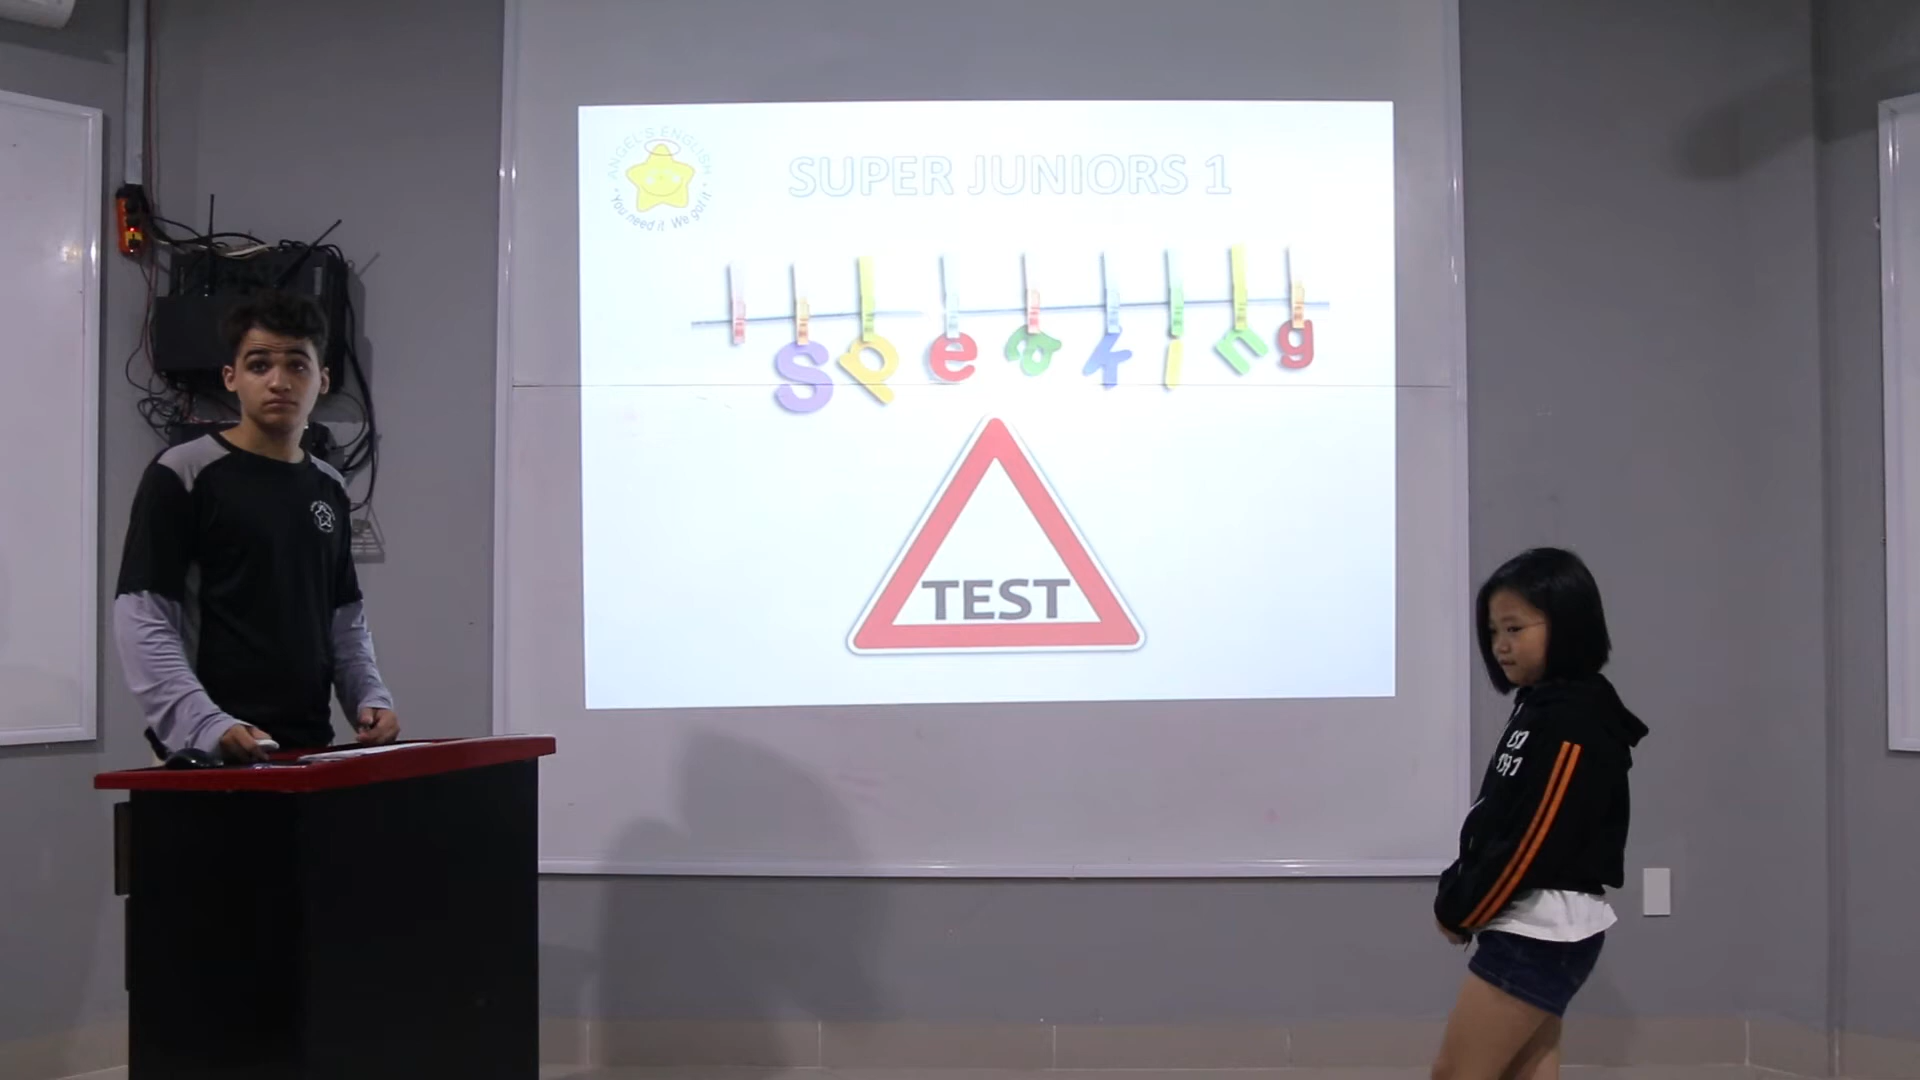 ANGEL'S ENGLISH
You need it We got it
SUPER JUNIORS 1
speaking
TEST